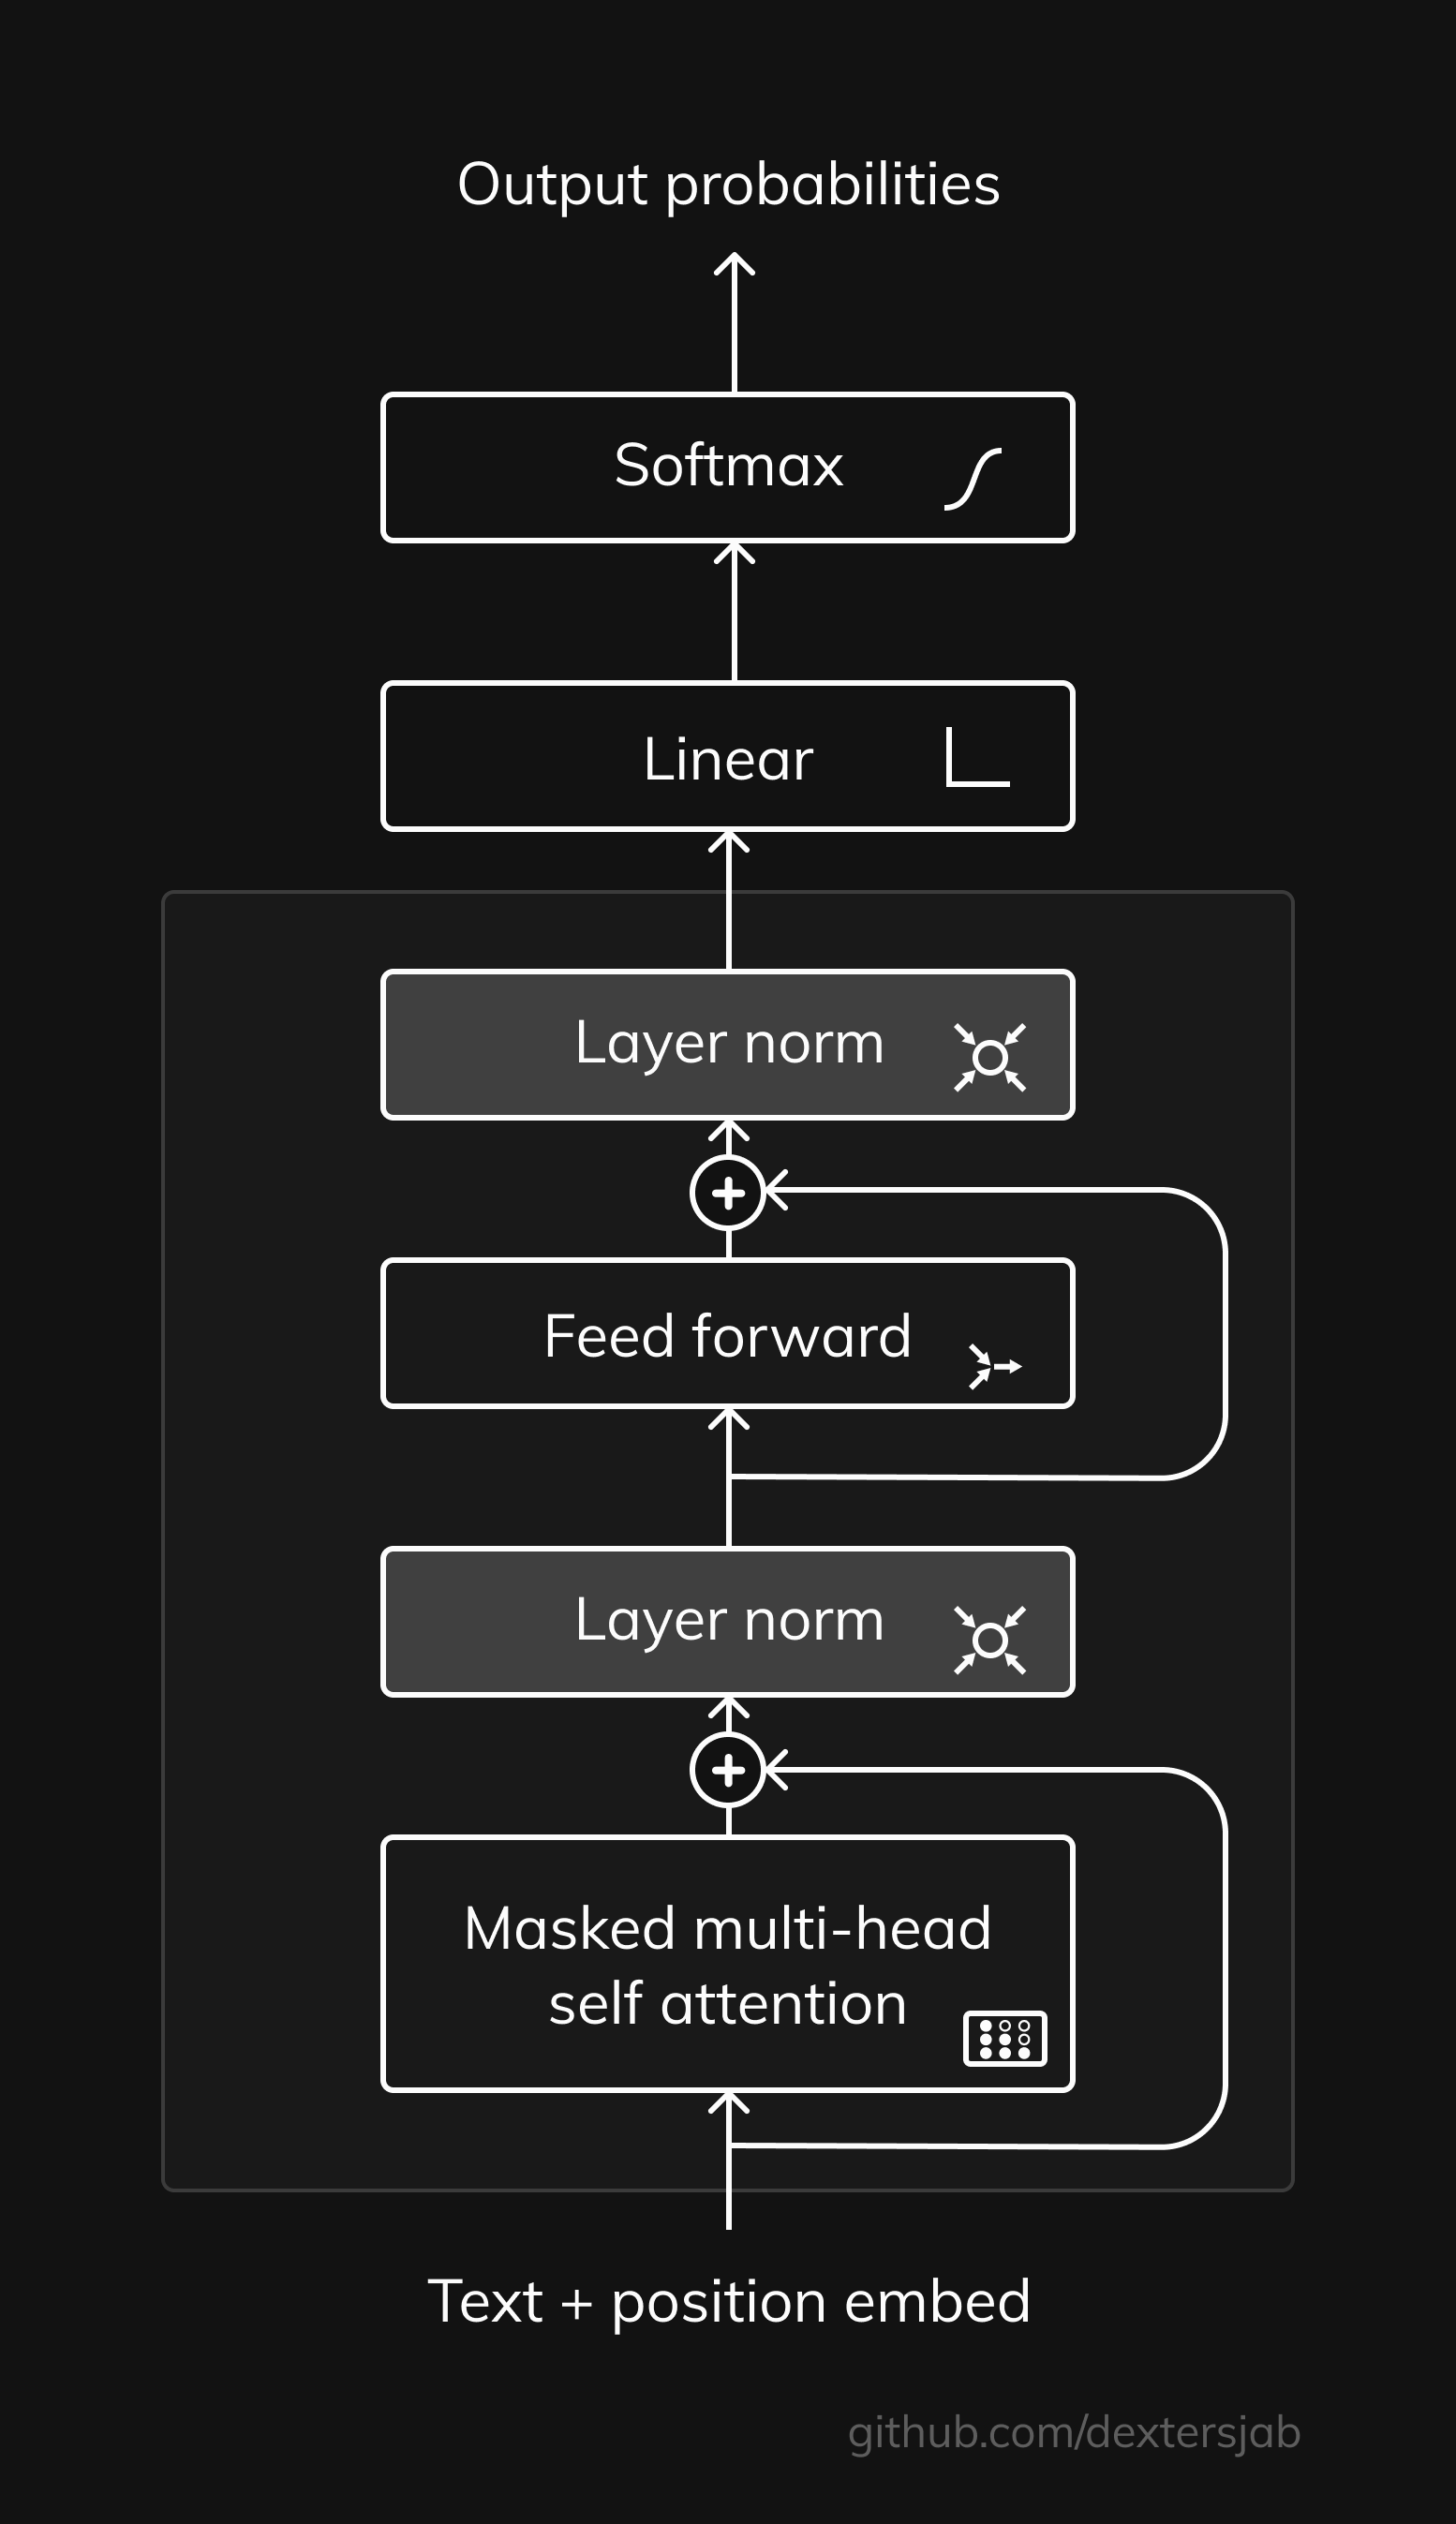 Output probabilities
Softmax
Linear
Layer norm
Feed forward
Layer norm
Masked multi-head
self attention
Text + position embed
github.com/dextersjab